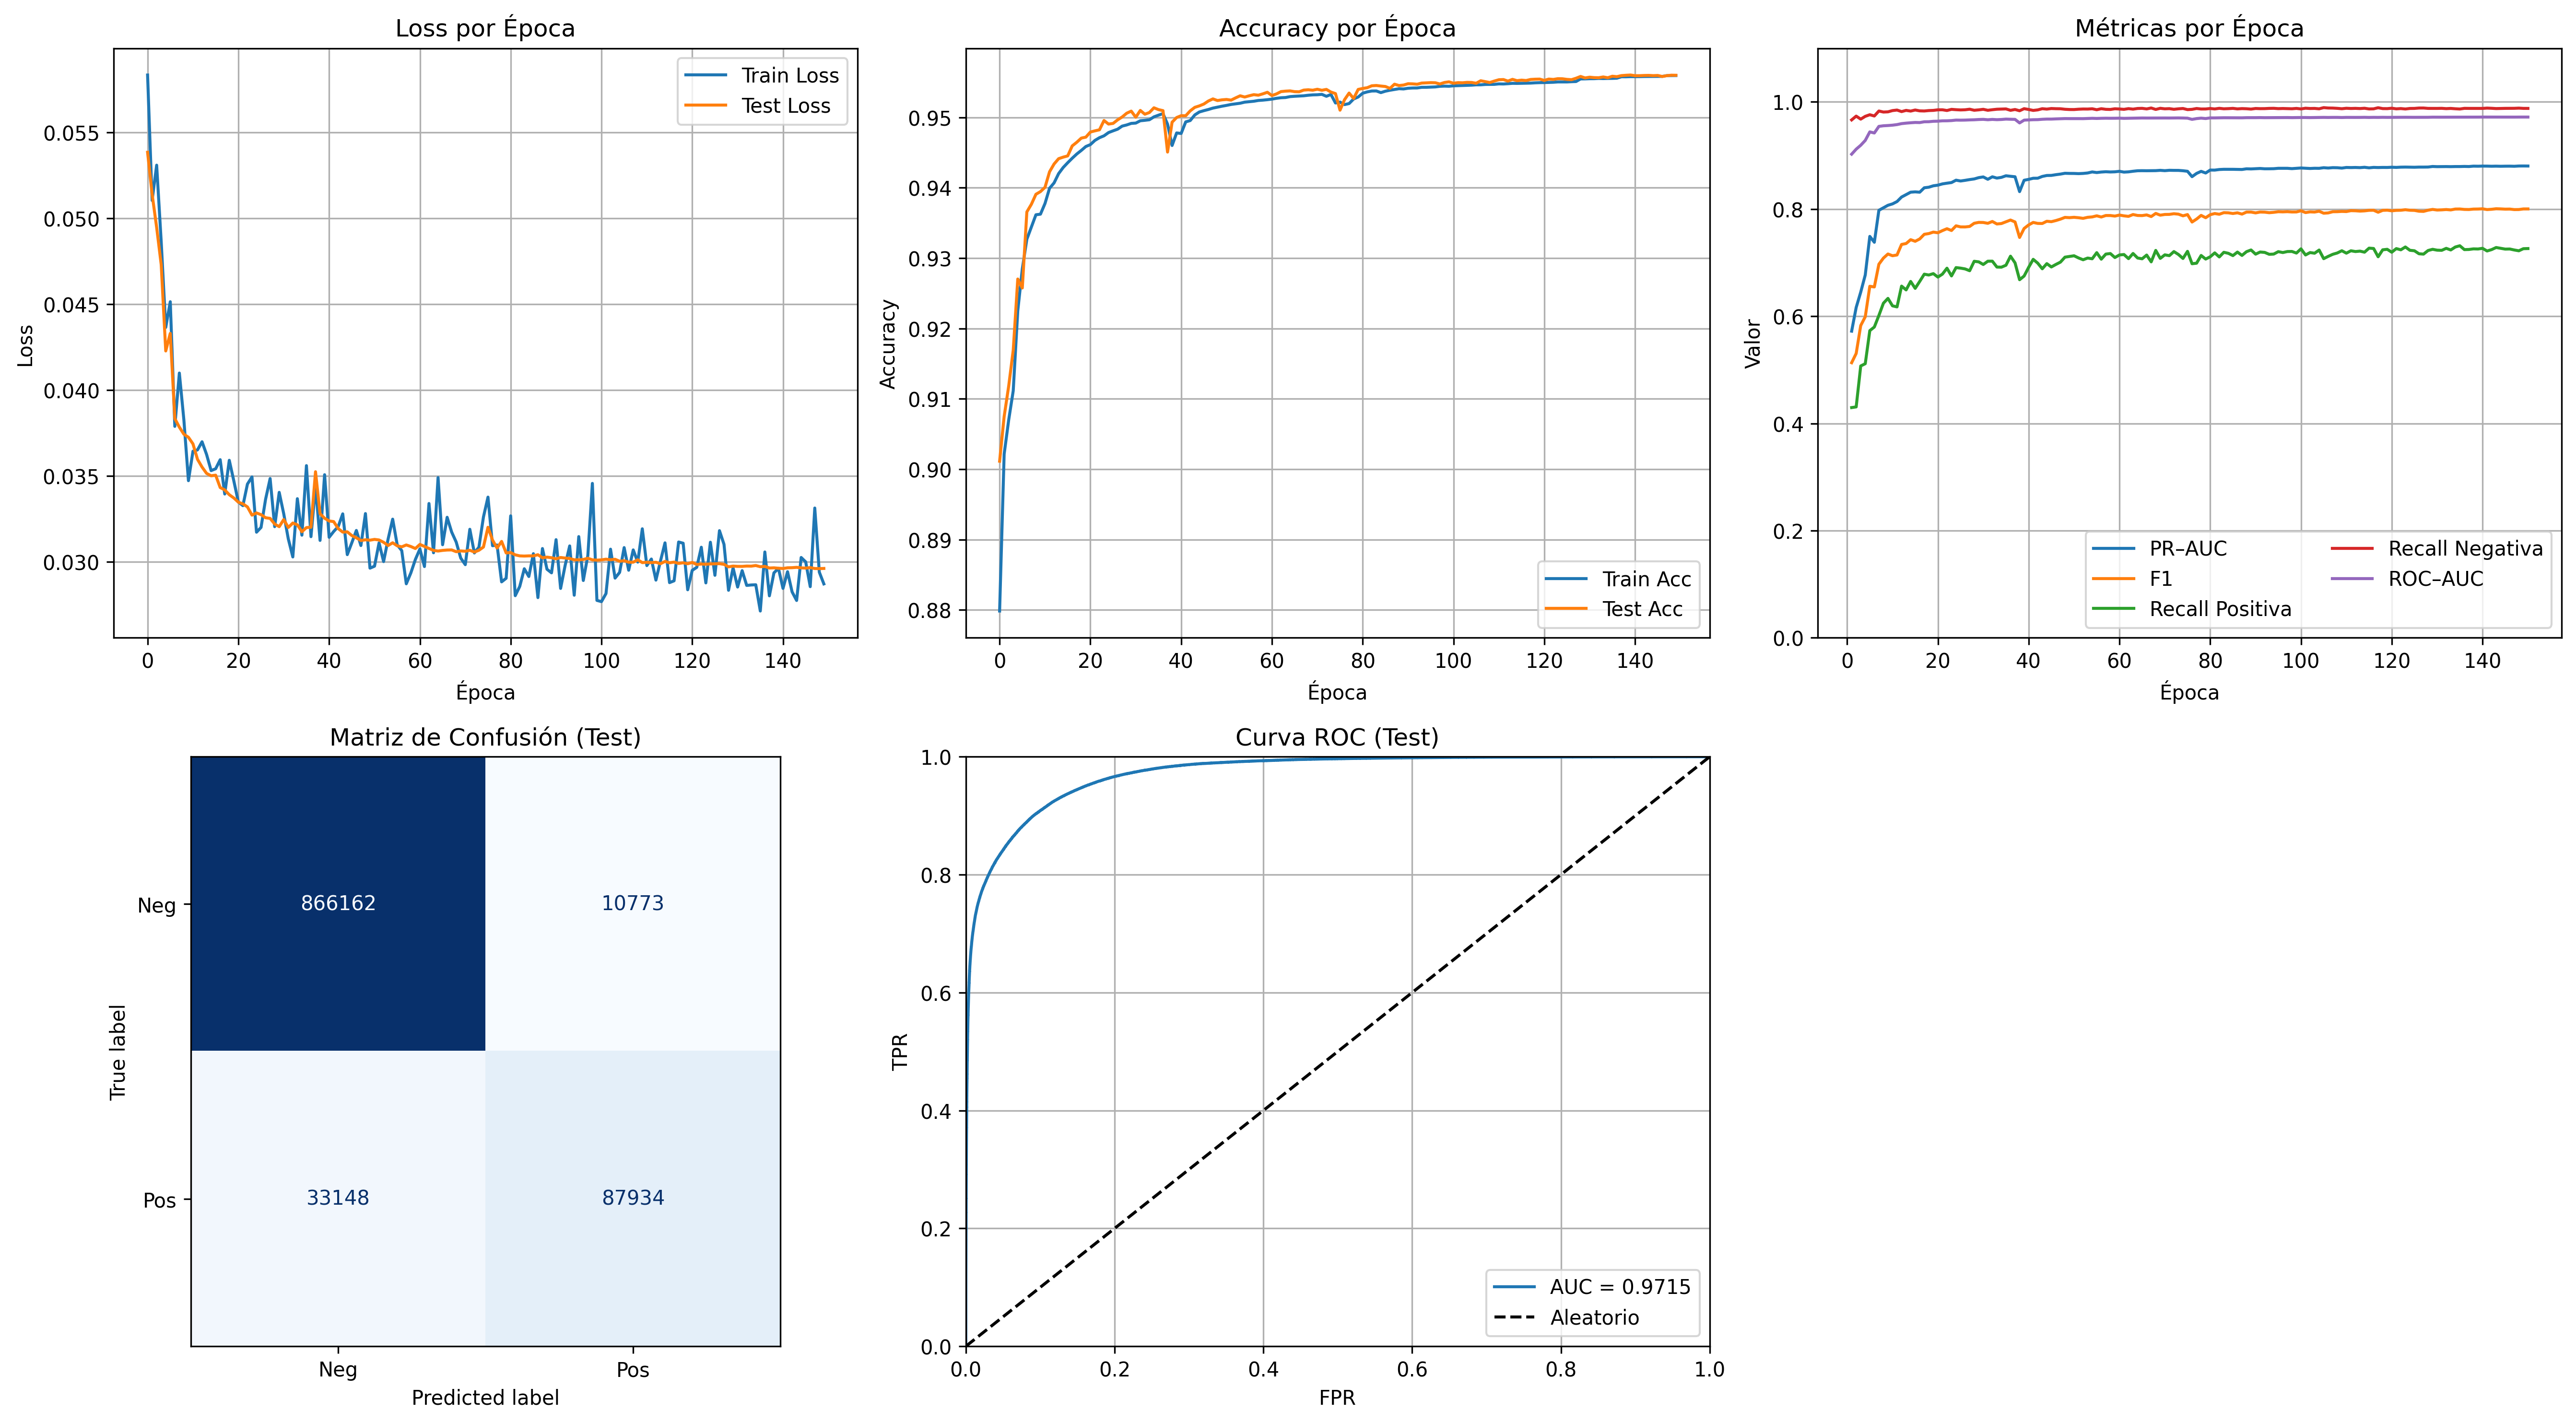 Loss por Época
Train Loss
Test Loss
0.055
0.050
0.045
0.040
0.035
0.030
Loss
0 20 40 60 80 100 120 140
Época
Accuracy por Época
0.95
0.94
0.93
0.92
0.91
0.90
0.89
0.88
Accuracy
Train Acc
Test Acc
0 20 40 60 80 100 120 140
Época
Métricas por Época
1.0
0.8
0.6
0.4
0.2
0.0
Valor
PR–AUC
F1
Recall Positiva
Recall Negativa
ROC–AUC
0 20 40 60 80 100 120 140
Época
Matriz de Confusión (Test)
Neg
Pos
True label
866162 10773
33148 87934
Neg Pos
Predicted label
Curva ROC (Test)
1.0
0.8
0.6
0.4
0.2
0.0
TPR
AUC = 0.9715
Aleatorio
0.0 0.2 0.4 0.6 0.8 1.0
FPR